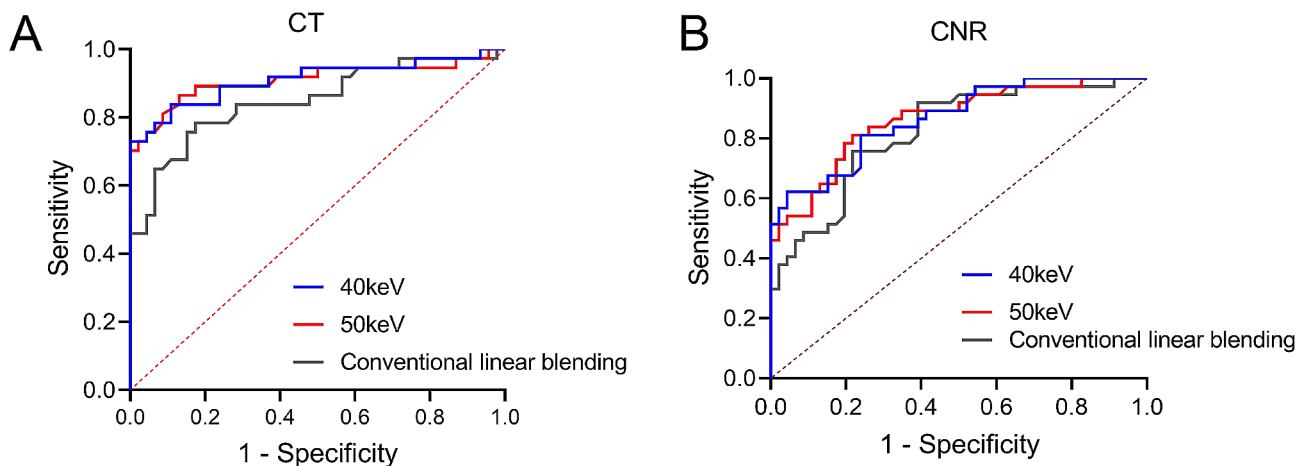 A
CT
Sensitivity
1.0
0.8
0.6
0.4
0.2
0.0
0.0 0.2 0.4 0.6 0.8 1.0
1 - Specificity
40keV
50keV
Conventional linear blending
B
CNR
Sensitivity
1.0
0.8
0.6
0.4
0.2
0.0
0.0 0.2 0.4 0.6 0.8 1.0
1 - Specificity
40keV
50keV
Conventional linear blending